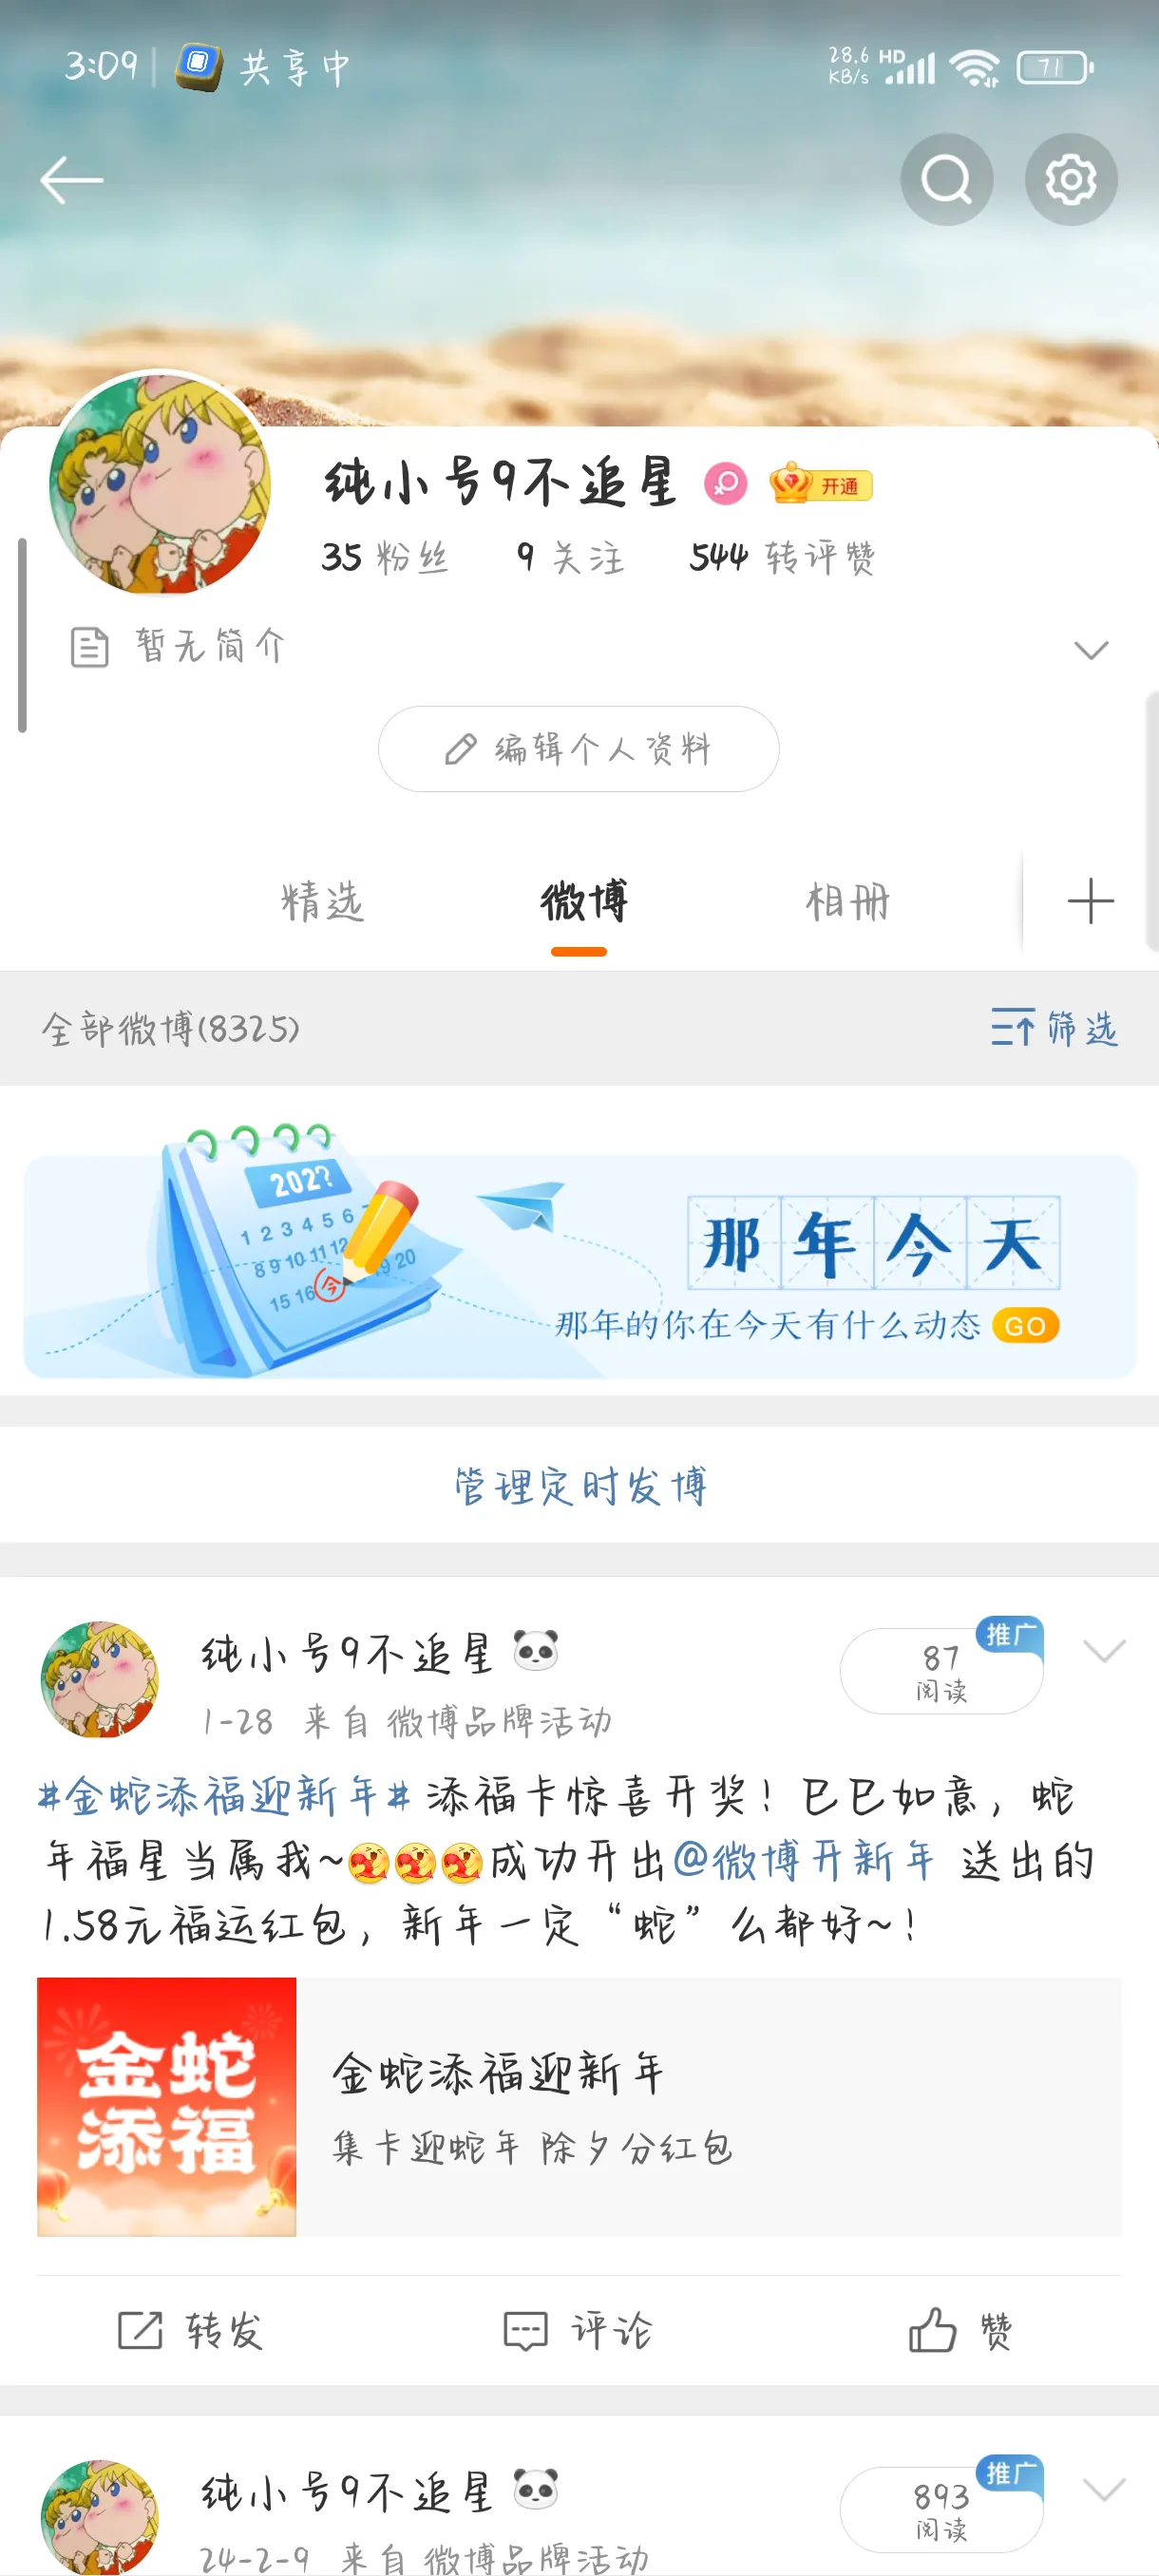 3:09 共享中 28.6 KB/s HD 71
纯小号9不追星 开通
35 粉丝 9 关注 544 转评赞
暂无简介
编辑个人资料
精选 微博 相册
全部微博(8325) 筛选
202?
1 2 3 4 5 6 7
8 9 10 11 12 19 20
15 16 今
那年今天
那年的你在今天有什么动态 GO
管理定时发博
纯小号9不追星 87 推广
1-28 来自 微博品牌活动 阅读
#金蛇添福迎新年# 添福卡惊喜开奖！巳巳如意，蛇
年福星当属我~成功开出@微博开新年 送出的
1.58元福运红包，新年一定“蛇”么都好~！
金蛇
添福
金蛇添福迎新年
集卡迎蛇年 除夕分红包
转发 评论 赞
纯小号9不追星 893 推广
24-2-9 来自 微博品牌活动 阅读